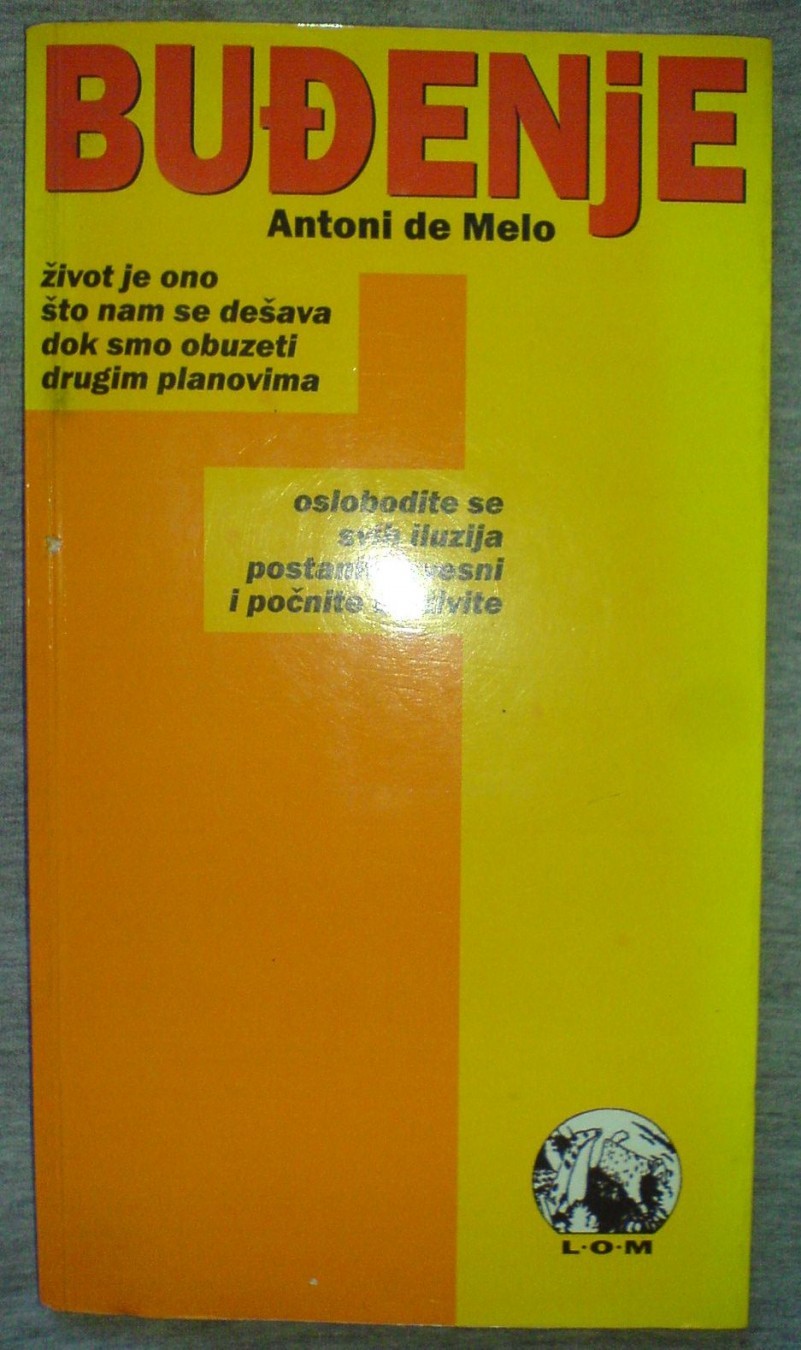 BUĐENjE
Antoni de Melo
život je ono
što nam se dešava
dok smo obuzeti
drugim planovima
oslobodite se
svih iluzija
i počnite
L·O·M